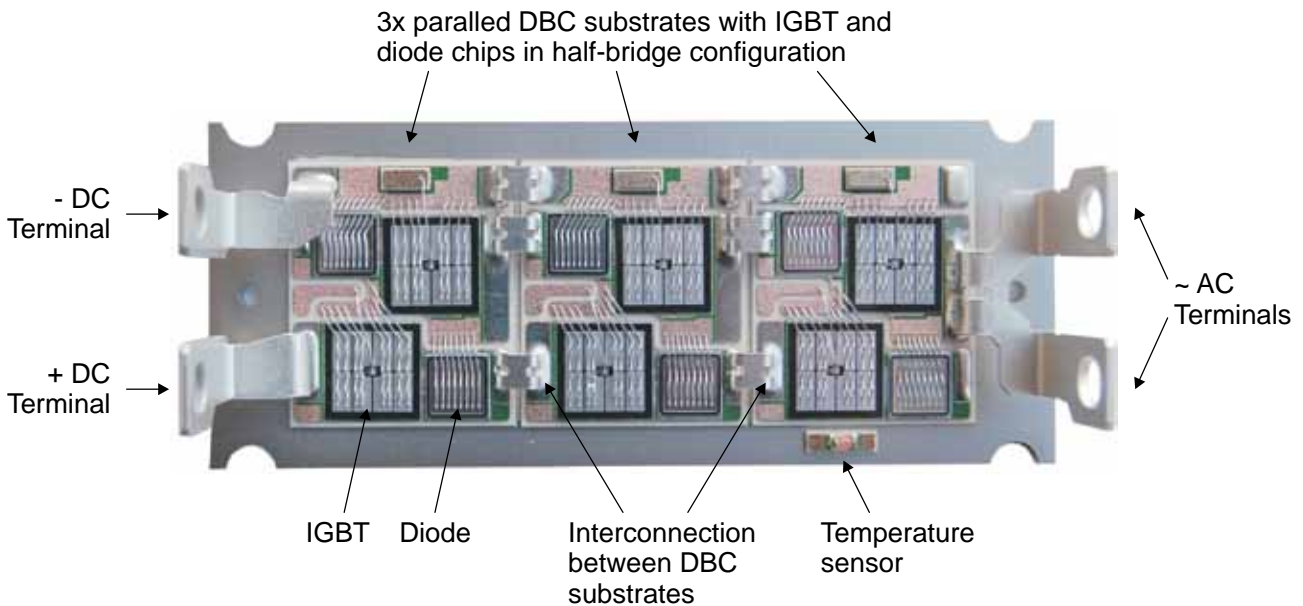 3x paralled DBC substrates with IGBT and
diode chips in half-bridge configuration
- DC
Terminal
+ DC
Terminal
~ AC
Terminals
IGBT
Diode
Interconnection
between DBC
substrates
Temperature
sensor